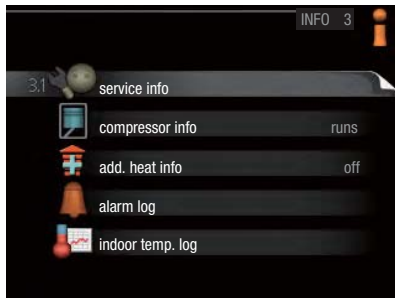 INFO 3
3.1 service info
compressor info runs
add. heat info off
alarm log
indoor temp. log